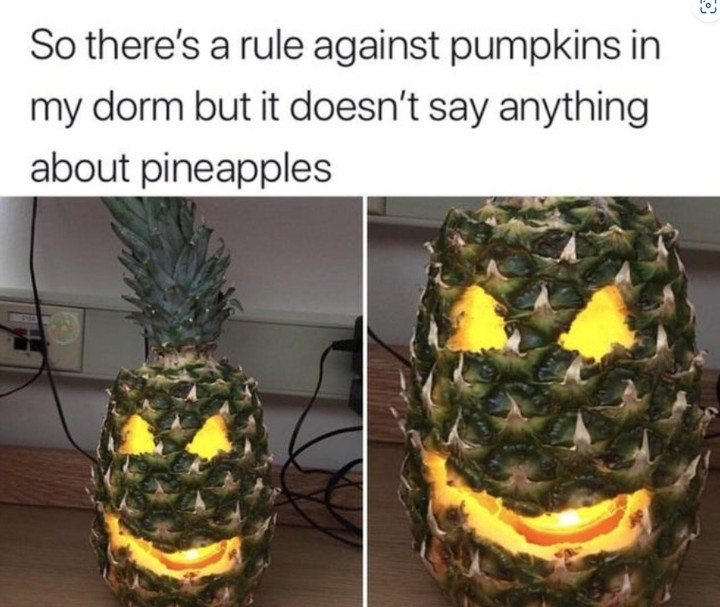 So there's a rule against pumpkins in
my dorm but it doesn't say anything
about pineapples